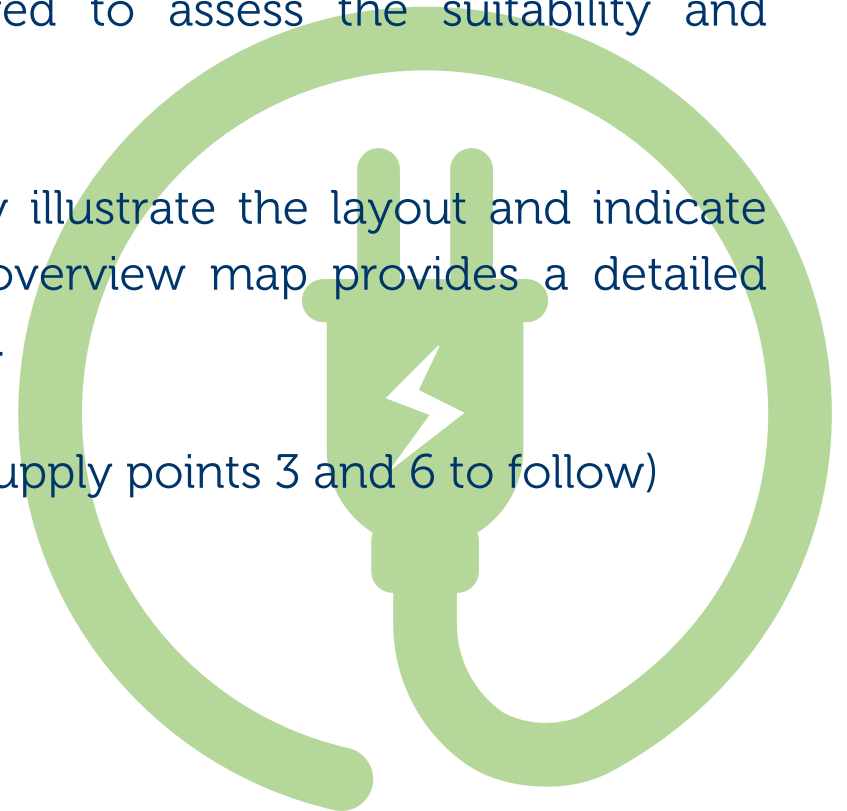 to assess the suitability and
illustrate the layout and indicate
overview map provides a detailed
points 3 and 6 to follow)